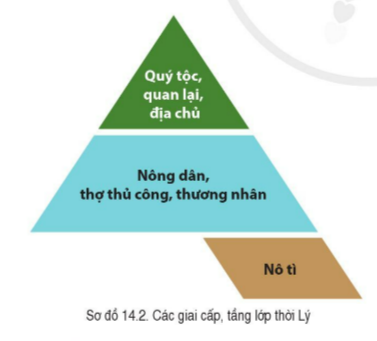 Quý tộc,
quan lại,
địa chủ
Nông dân,
thợ thủ công, thương nhân
Nô tì
Sơ đồ 14.2. Các giai cấp, tầng lớp thời Lý